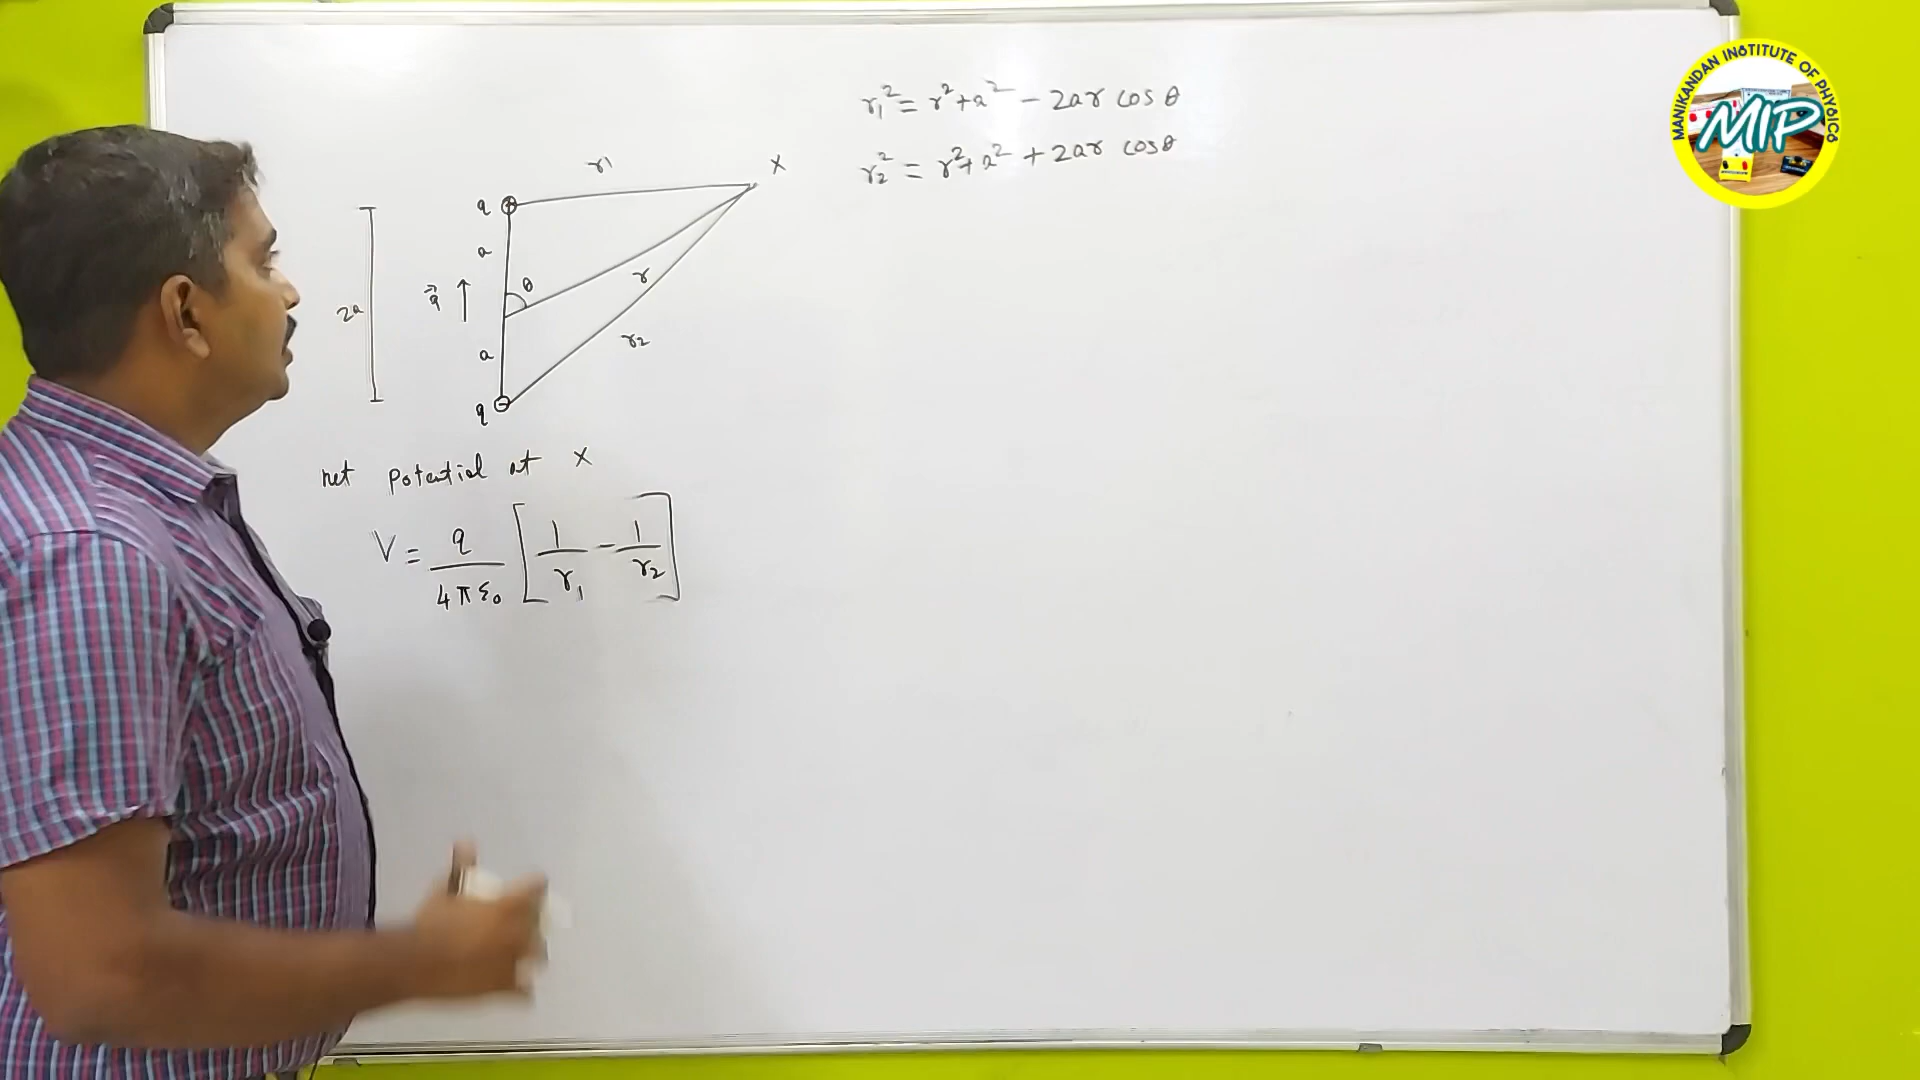 r₁² = r² + a² − 2ar cos θ
r₂² = r² + a² + 2ar cos θ
r₁
X
q +
a
θ
r
2a
a
r₂
q −
net potential at X
V = q/4πε₀ [1/r₁ − 1/r₂]
MANIKANDAN INSTITUTE OF PHYSICS
MIP